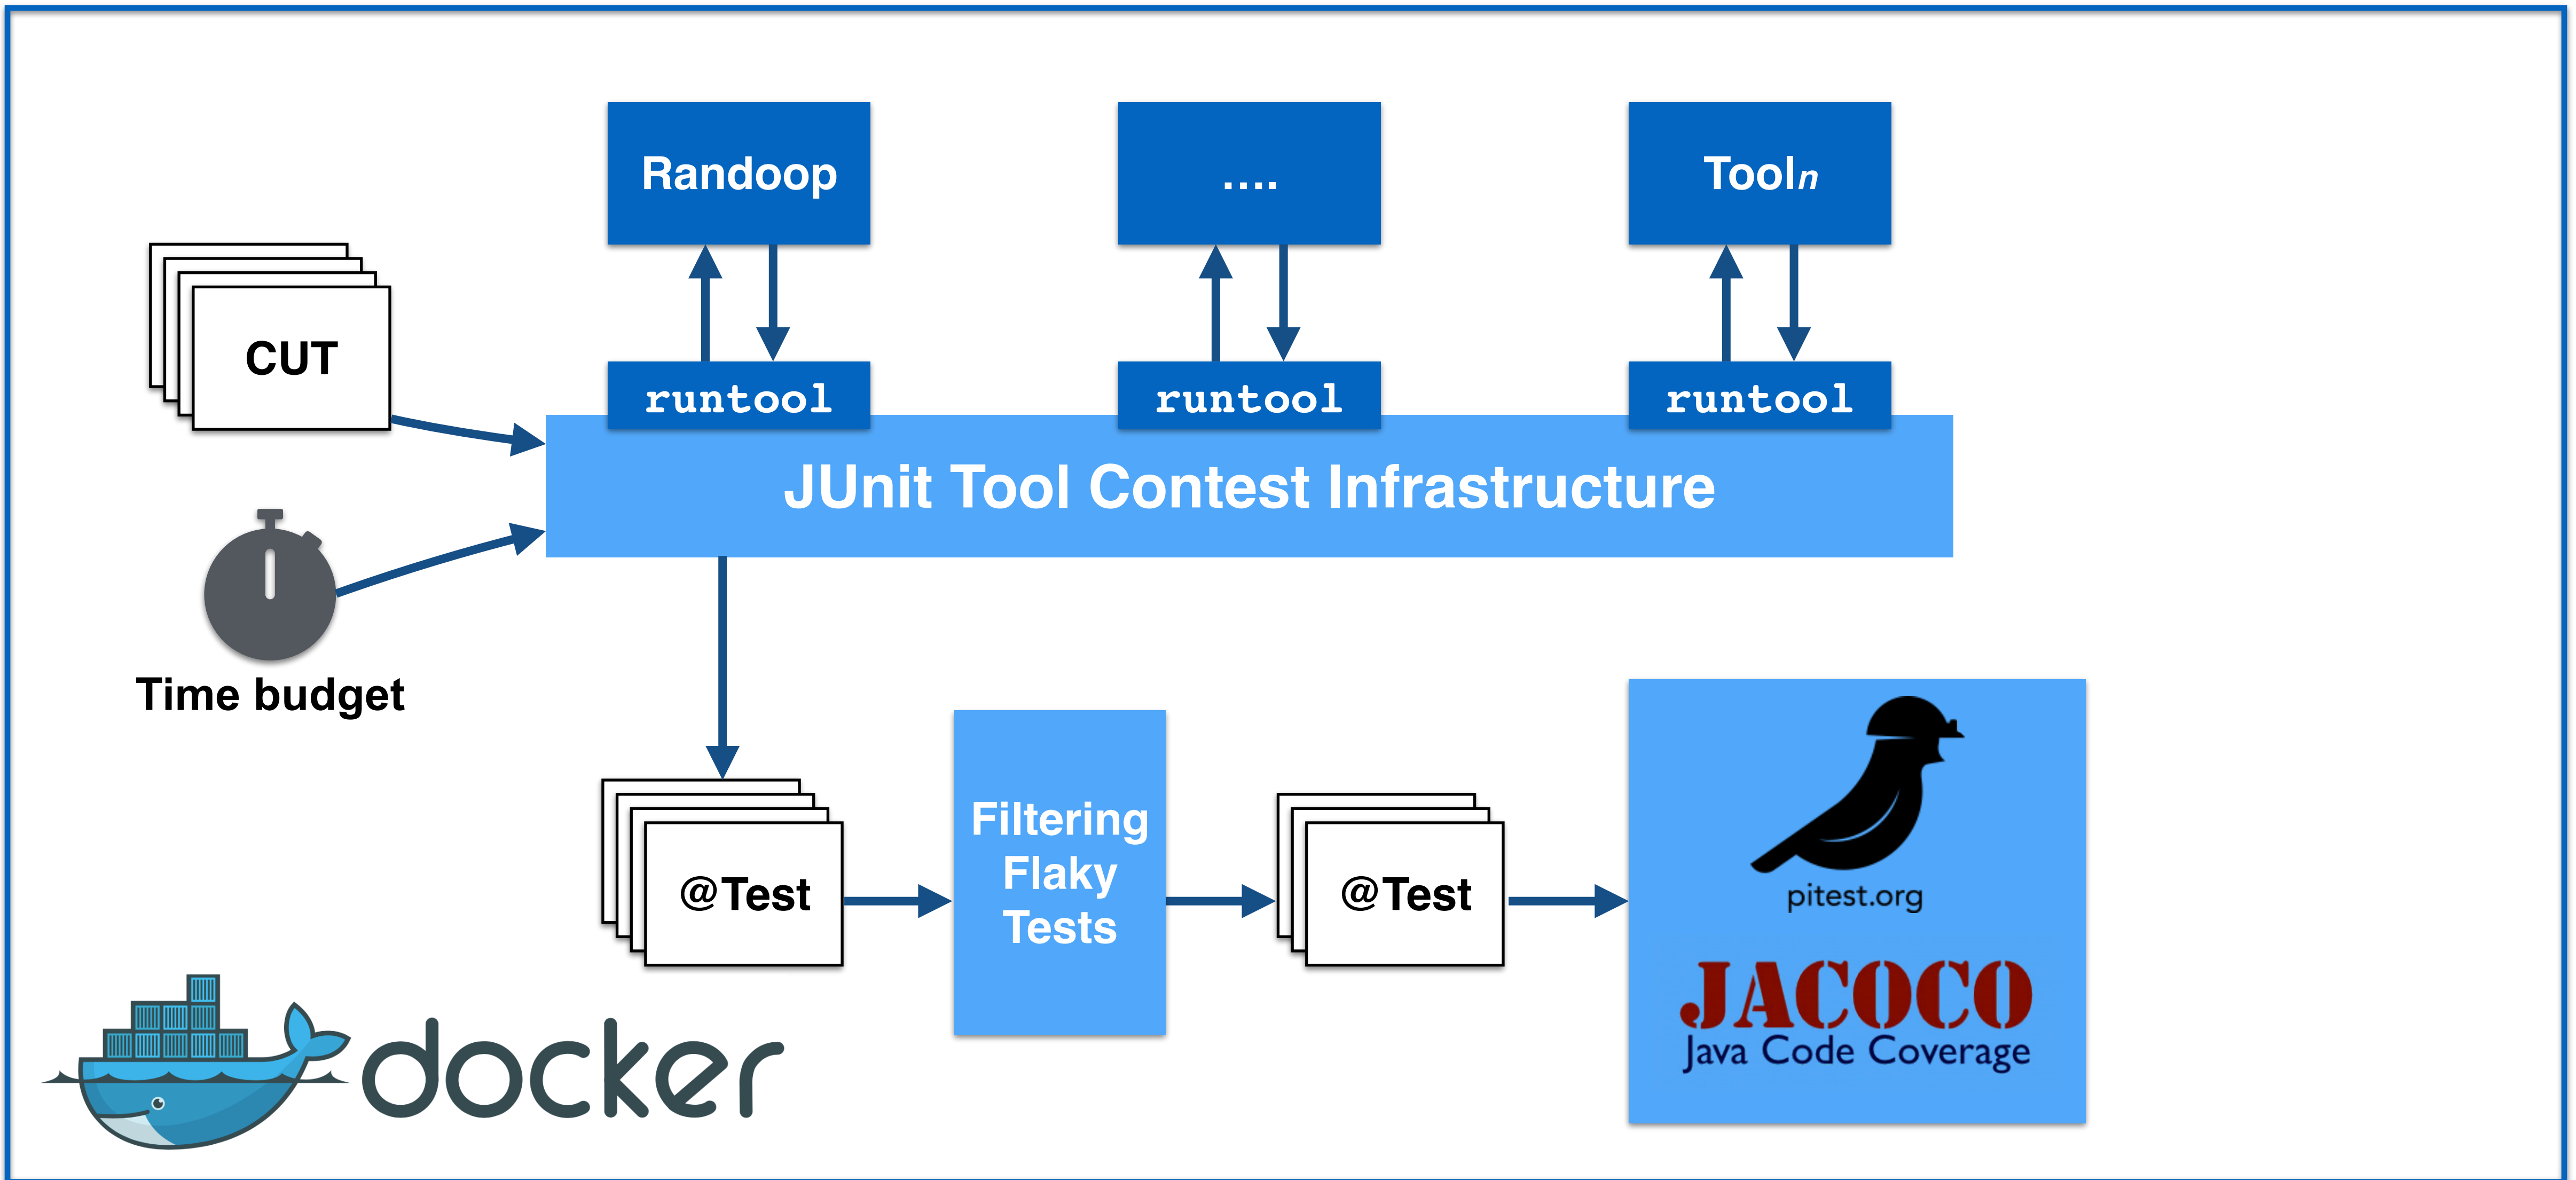 Randoop
....
Tooln
CUT
runtool
runtool
runtool
JUnit Tool Contest Infrastructure
Time budget
@Test
Filtering
Flaky
Tests
@Test
pitest.org
JACOCO
Java Code Coverage
docker